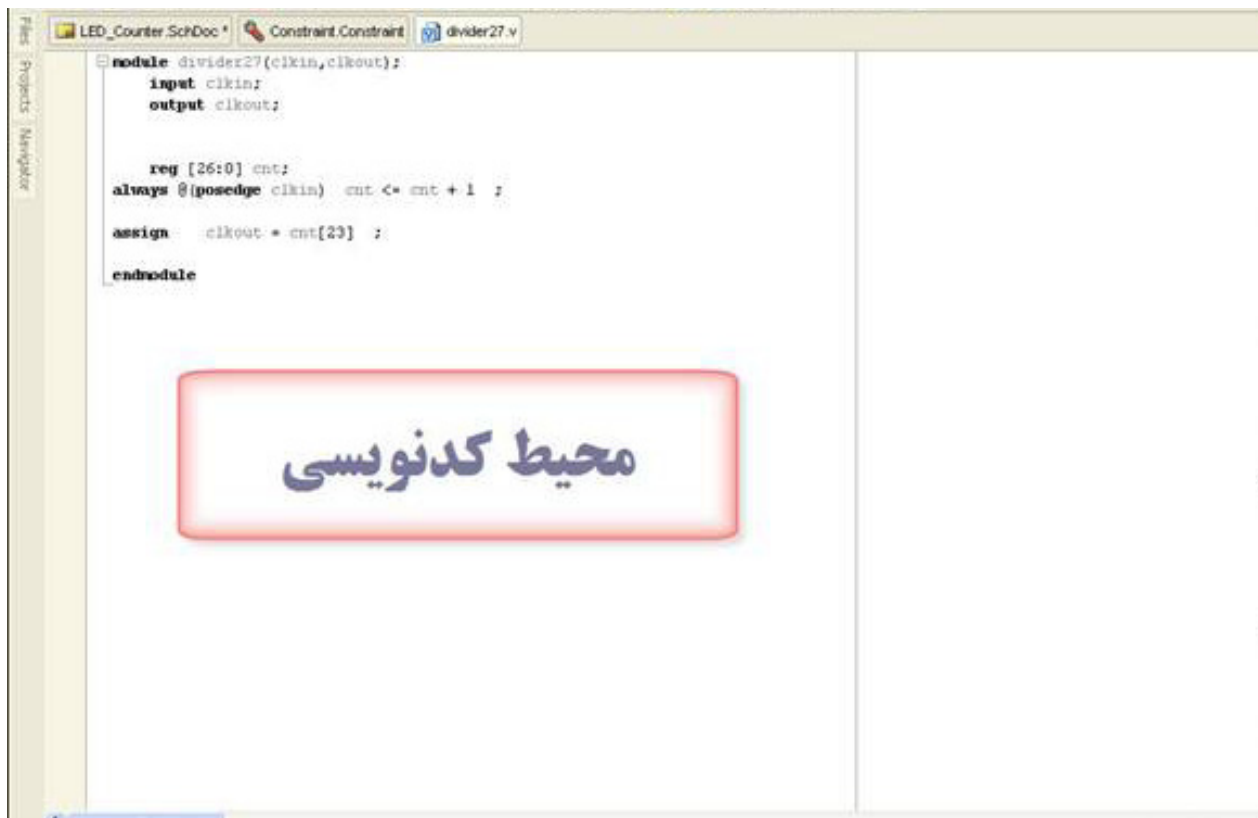 Files
Projects
Navigator
LED_Counter.SchDoc * Constraint.Constraint divider27.v
module divider27(clkin,clkout);
input clkin;
output clkout;
reg [26:0] cnt;
always @(posedge clkin) cnt <= cnt + 1 ;
assign clkout = cnt[23] ;
endmodule
محیط کدنویسی